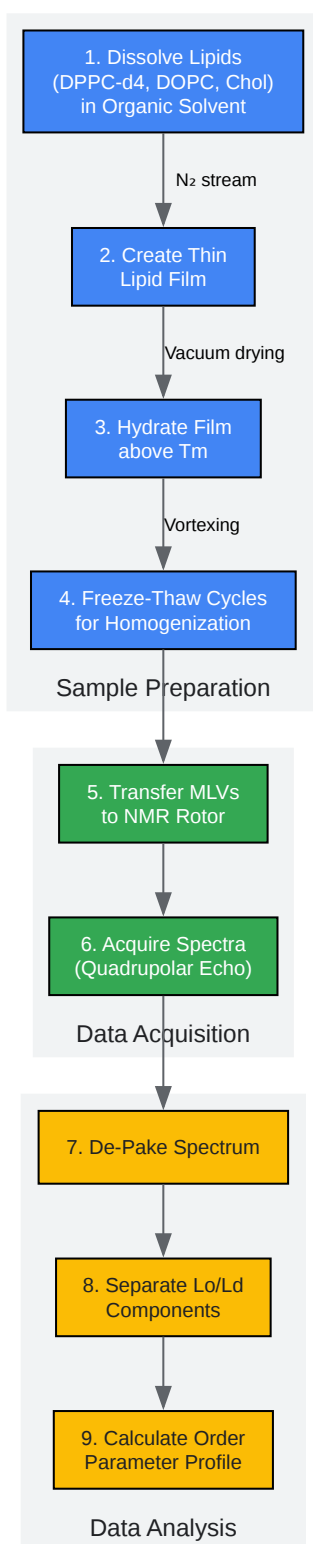 1. Dissolve Lipids
(DPPC-d4, DOPC, Chol)
in Organic Solvent
N₂ stream
2. Create Thin
Lipid Film
Vacuum drying
3. Hydrate Film
above Tm
Vortexing
4. Freeze-Thaw Cycles
for Homogenization
Sample Preparation
5. Transfer MLVs
to NMR Rotor
6. Acquire Spectra
(Quadrupolar Echo)
Data Acquisition
7. De-Pake Spectrum
8. Separate Lo/Ld
Components
9. Calculate Order
Parameter Profile
Data Analysis